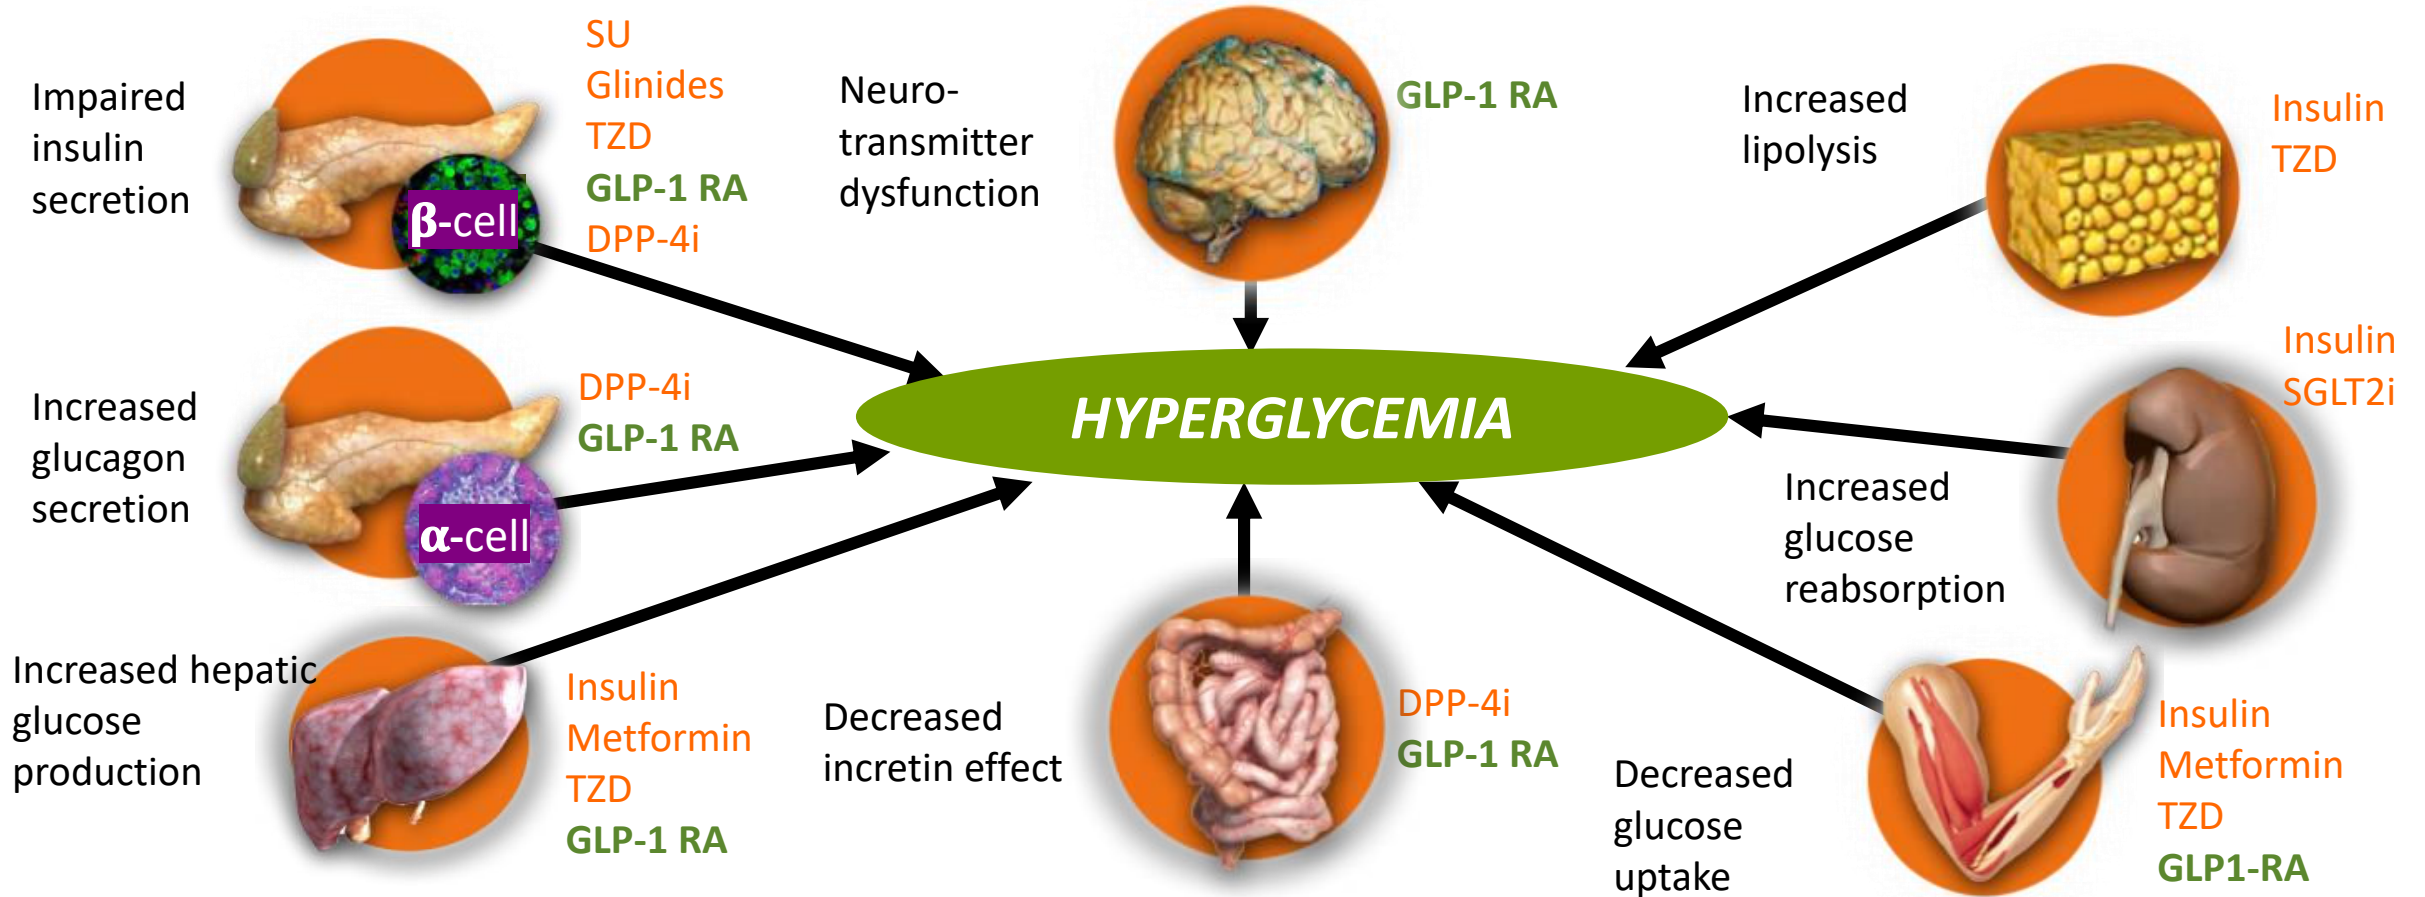 Impaired
insulin
secretion
β-cell
SU
Glinides
TZD
GLP-1 RA
DPP-4i
Neuro-
transmitter
dysfunction
GLP-1 RA
Increased
lipolysis
Insulin
TZD
HYPERGLYCEMIA
Increased
glucagon
secretion
α-cell
DPP-4i
GLP-1 RA
Insulin
SGLT2i
Increased
glucose
reabsorption
Increased hepatic
glucose
production
Insulin
Metformin
TZD
GLP-1 RA
Decreased
incretin effect
DPP-4i
GLP-1 RA
Decreased
glucose
uptake
Insulin
Metformin
TZD
GLP1-RA